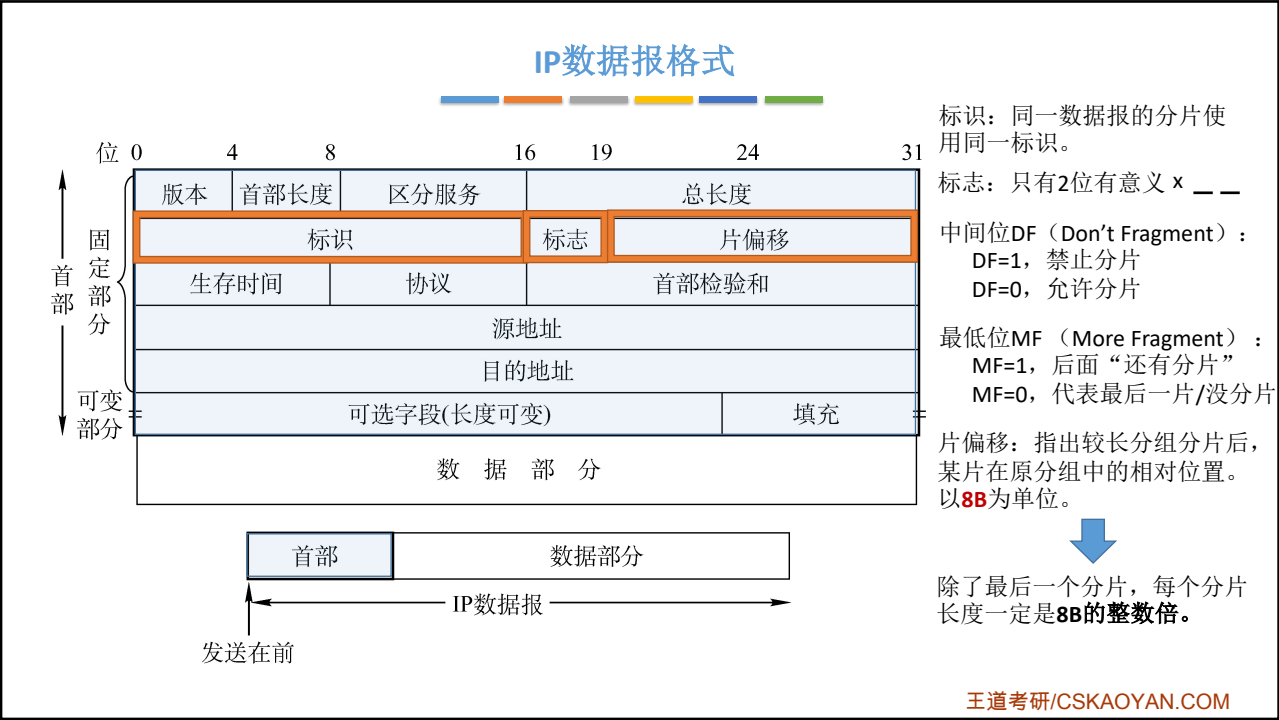 IP数据报格式
位 0 4 8 16 19 24 31
版本 首部长度 区分服务 总长度
标识 标志 片偏移
生存时间 协议 首部检验和
源地址
目的地址
可选字段(长度可变) 填充
数 据 部 分
首部
固定部分
可变
部分
首部 数据部分
IP数据报
发送在前
标识：同一数据报的分片使
用同一标识。
标志：只有2位有意义 x _ _
中间位DF（Don't Fragment）：
DF=1，禁止分片
DF=0，允许分片
最低位MF （More Fragment）：
MF=1，后面“还有分片”
MF=0，代表最后一片/没分片
片偏移：指出较长分组分片后，
某片在原分组中的相对位置。
以8B为单位。
除了最后一个分片，每个分片
长度一定是8B的整数倍。
王道考研/CSKAOYAN.COM